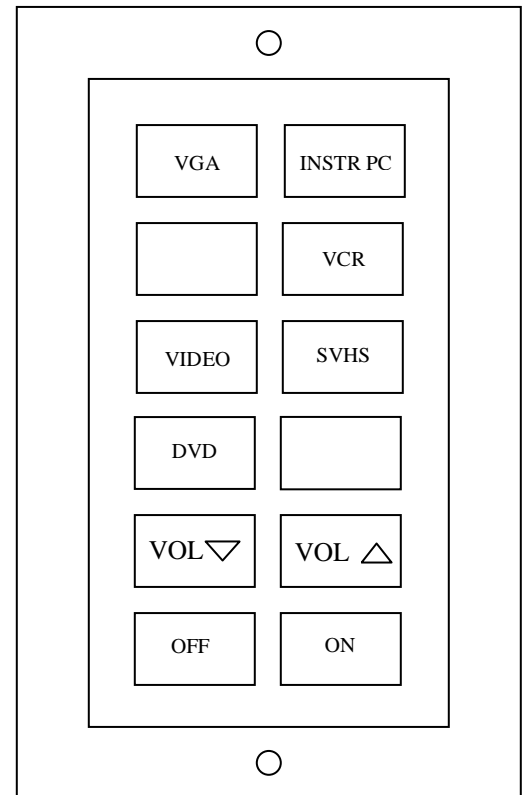 VGA INSTR PC
VCR
VIDEO SVHS
DVD
VOL VOL
OFF ON